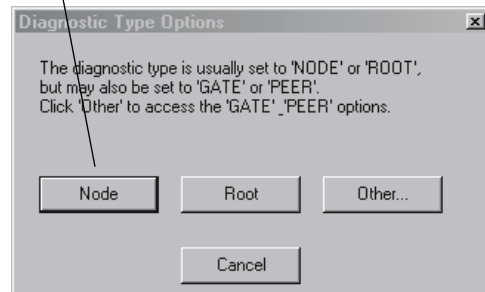 Diagnostic Type Options
The diagnostic type is usually set to 'NODE' or 'ROOT',
but may also be set to 'GATE' or 'PEER'.
Click 'Other' to access the 'GATE'_'PEER' options.
Node
Root
Other...
Cancel